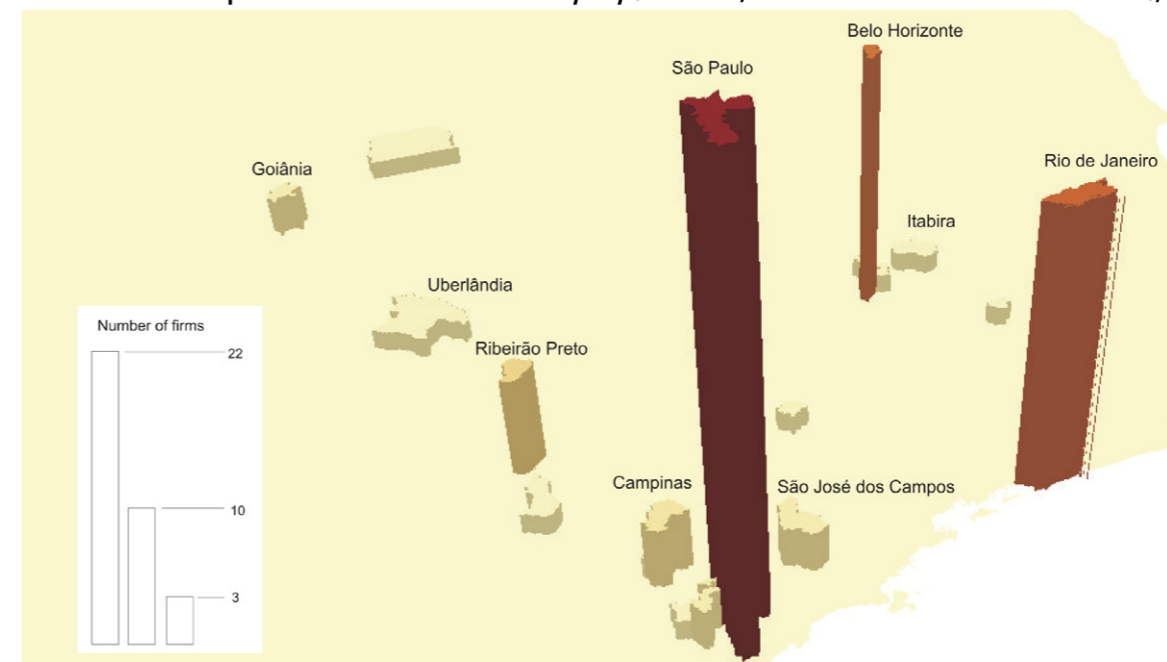 Belo Horizonte
São Paulo
Rio de Janeiro
Goiânia
Itabira
Uberlândia
Number of firms
22
Ribeirão Preto
Campinas
São José dos Campos
10
3